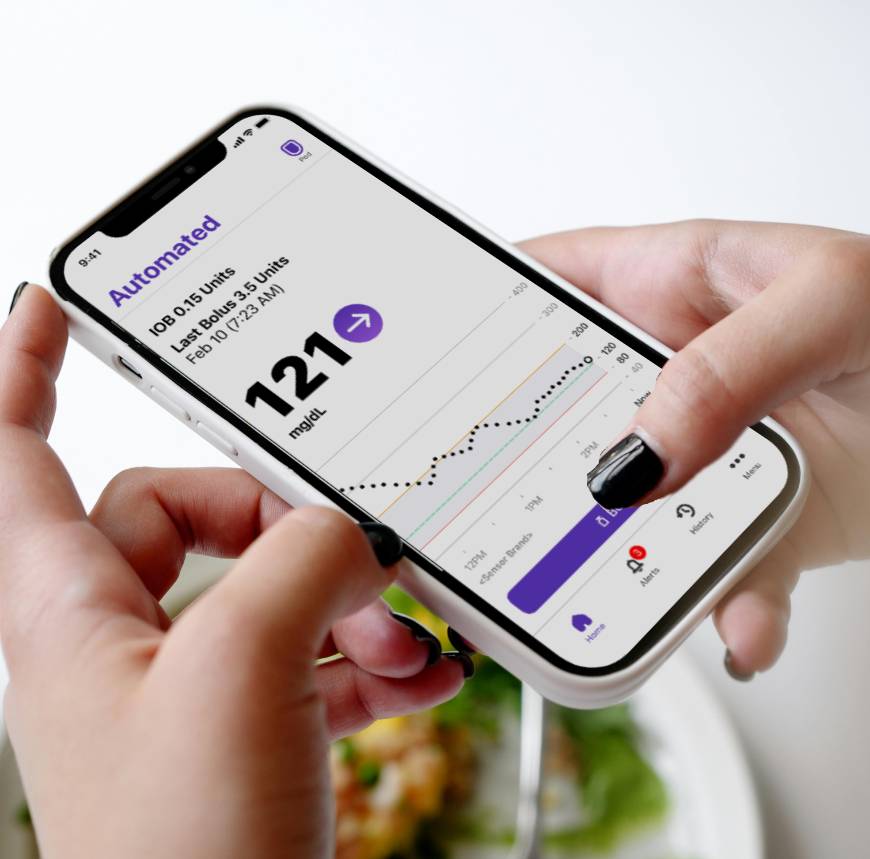 9:41
Pod
Automated
IOB 0.15 Units
Last Bolus 3.5 Units
Feb 10 (7:23 AM)
121
mg/dL
400
300
200
120
80
40
12PM
1PM
2PM
Now
<Sensor Brand>
Home
3
Alerts
History
Menu